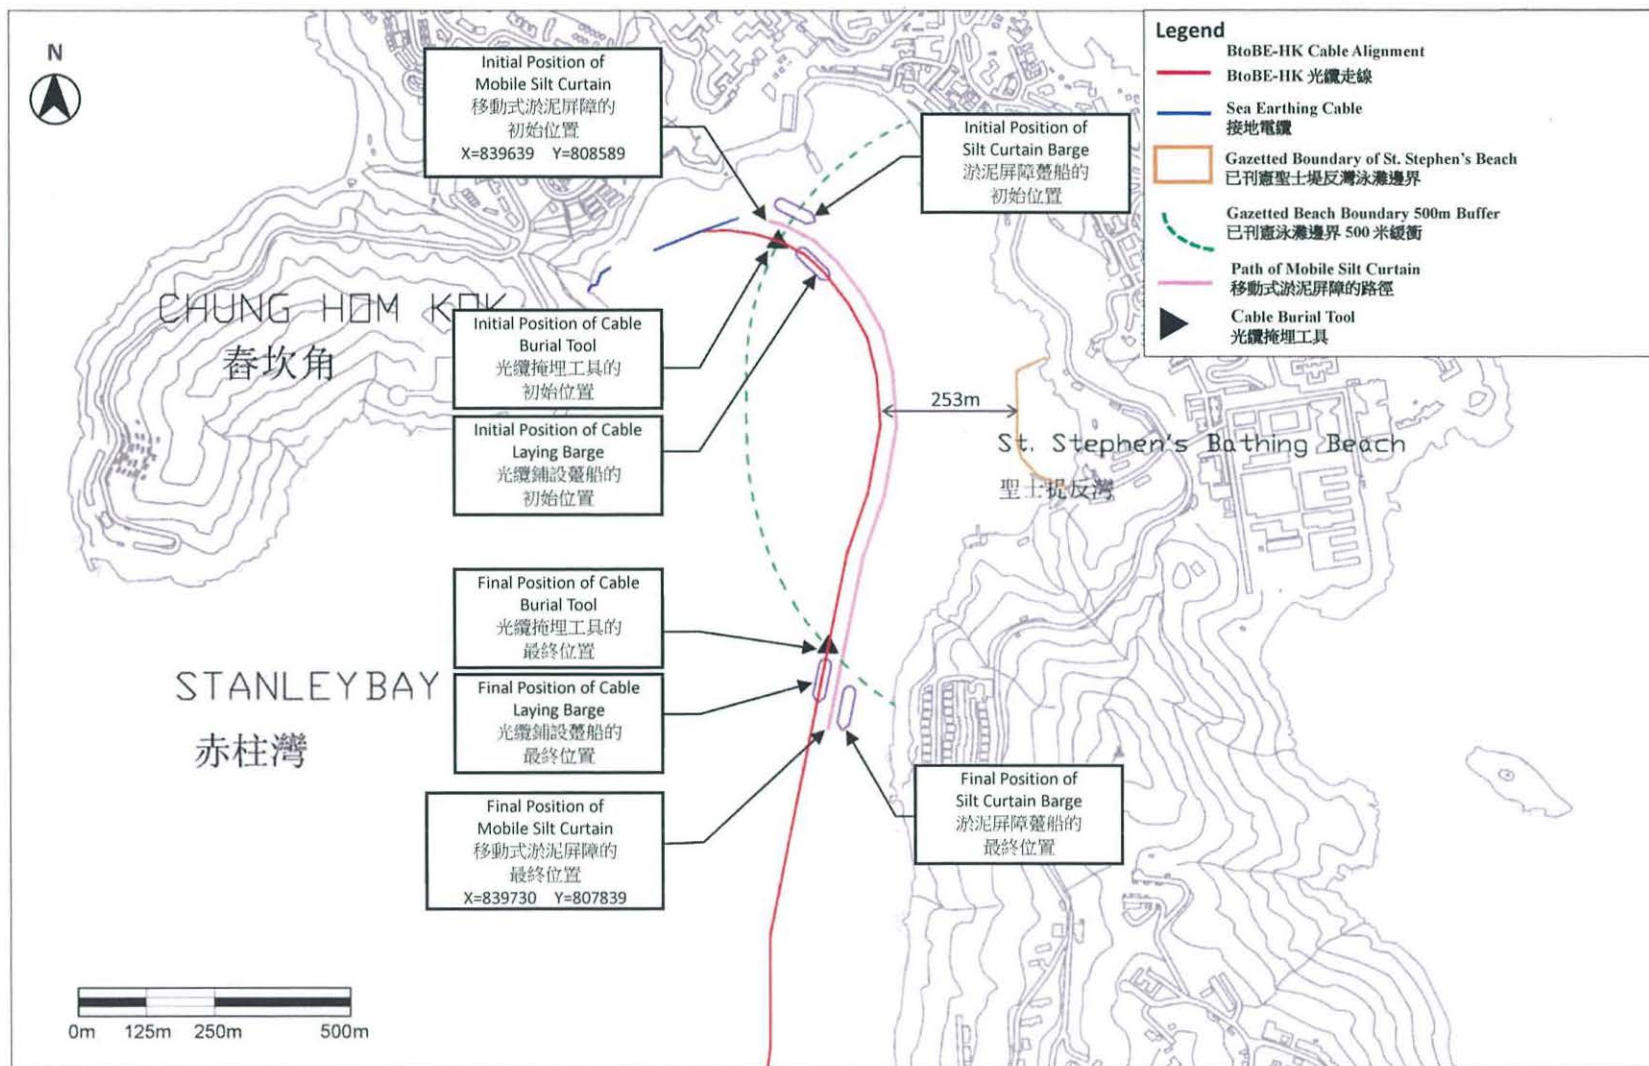 N
Initial Position of
Mobile Silt Curtain
移動式淤泥屏障的
初始位置
X=839639 Y=808589
Initial Position of
Silt Curtain Barge
淤泥屏障躉船的
初始位置
Legend
BtoBE-HK Cable Alignment
BtoBE-HK 光纜走線
Sea Earthing Cable
接地電纜
Gazetted Boundary of St. Stephen's Beach
已刊憲聖士堤反灣泳灘邊界
Gazetted Beach Boundary 500m Buffer
已刊憲泳灘邊界 500 米緩衝
Path of Mobile Silt Curtain
移動式淤泥屏障的路徑
Cable Burial Tool
光纜掩埋工具
CHUNG HOM KOK
舂坎角
Initial Position of Cable
Burial Tool
光纜掩埋工具的
初始位置
Initial Position of Cable
Laying Barge
光纜鋪設躉船的
初始位置
253m
St. Stephen's Bathing Beach
聖士提反灣
Final Position of Cable
Burial Tool
光纜掩埋工具的
最終位置
STANLEY BAY
赤柱灣
Final Position of Cable
Laying Barge
光纜鋪設躉船的
最終位置
Final Position of
Mobile Silt Curtain
移動式淤泥屏障的
最終位置
X=839730 Y=807839
Final Position of
Silt Curtain Barge
淤泥屏障躉船的
最終位置
0m 125m 250m 500m